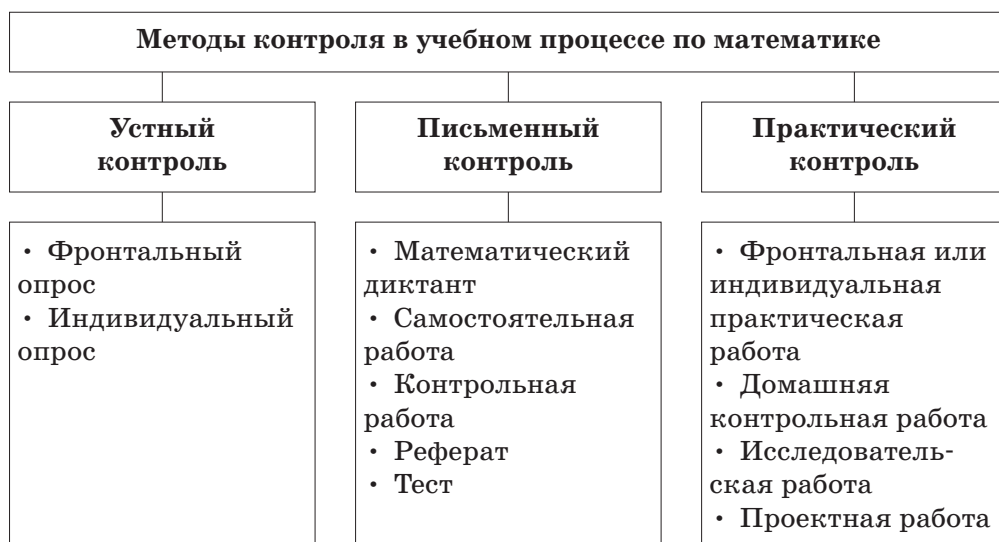 Методы контроля в учебном процессе по математике
Устный
контроль
Письменный
контроль
Практический
контроль
• Фронтальный
опрос
• Индивидуальный
опрос
• Математический
диктант
• Самостоятельная
работа
• Контрольная
работа
• Реферат
• Тест
• Фронтальная или
индивидуальная
практическая
работа
• Домашняя
контрольная работа
• Исследователь-
ская работа
• Проектная работа